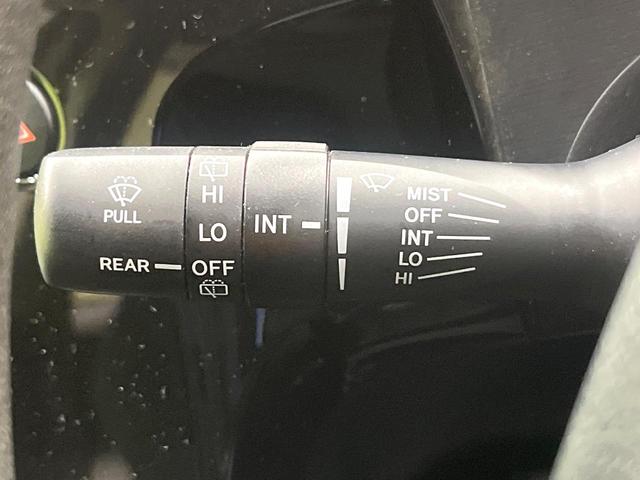 PULL
REAR
HI
LO
OFF
INT
MIST
OFF
INT
LO
HI